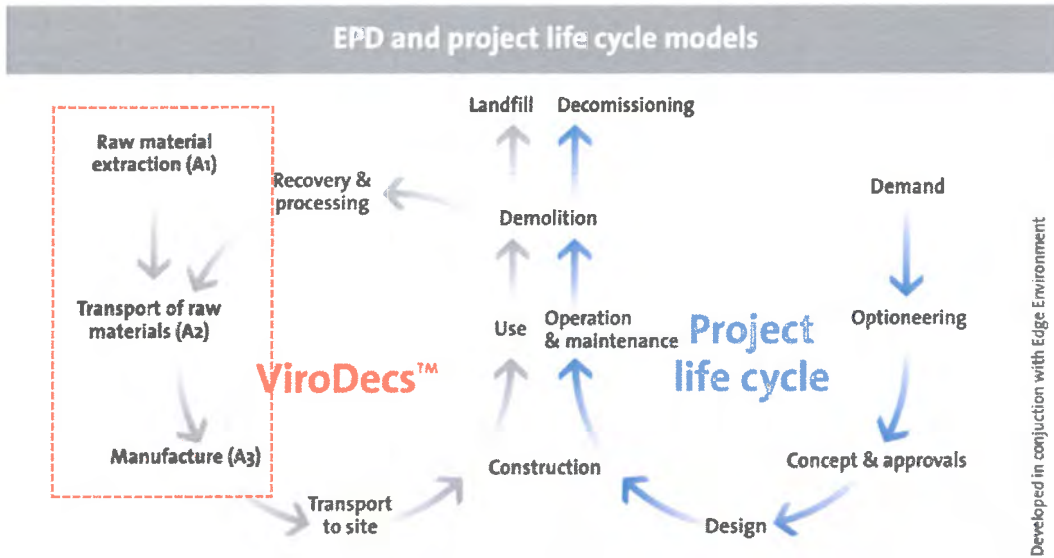 EPD and project life cycle models
Landfill
Decomissioning
Raw material
extraction (A1)
Recovery &
processing
Demand
Demolition
Transport of raw
materials (A2)
Use
Operation
& maintenance
Project
life cycle
Optioneering
ViroDecs™
Manufacture (A3)
Construction
Concept & approvals
Transport
to site
Design
Developed in conjuction with Edge Environment